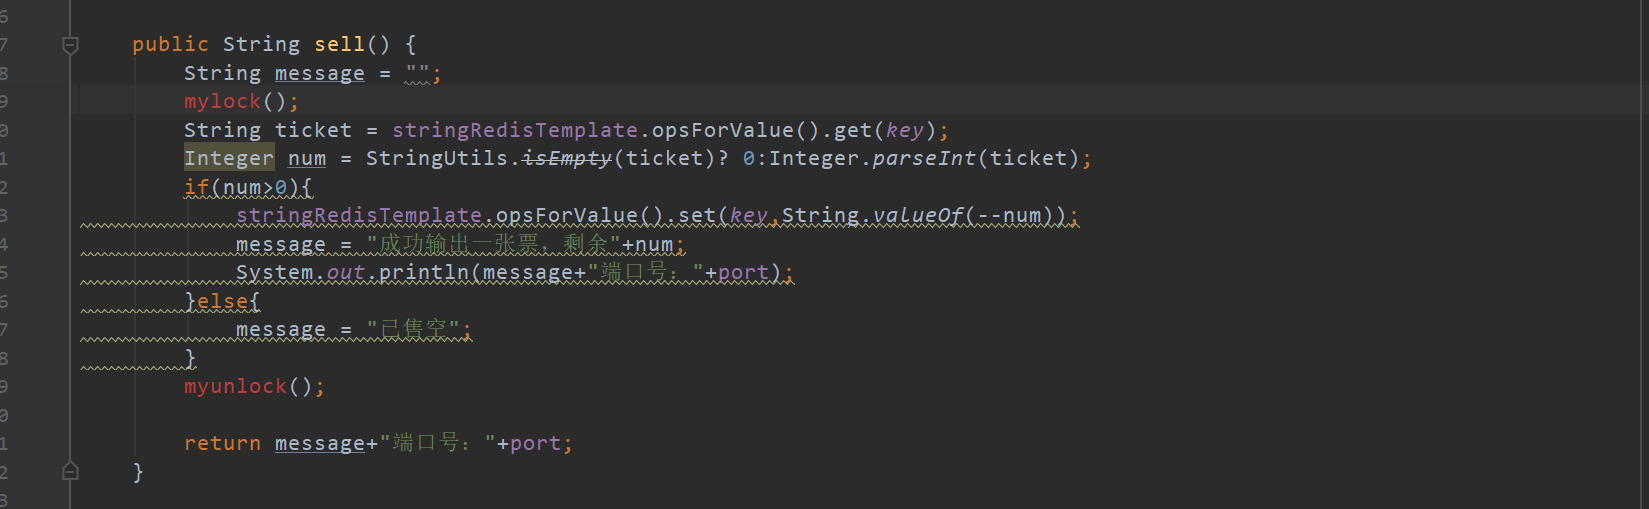 6
7 public String sell() {
8 String message = "";
9 mylock();
0 String ticket = stringRedisTemplate.opsForValue().get(key);
1 Integer num = StringUtils.isEmpty(ticket)? 0:Integer.parseInt(ticket);
2 if(num>0){
3 stringRedisTemplate.opsForValue().set(key,String.valueOf(--num));
4 message = "成功输出一张票，剩余"+num;
5 System.out.println(message+"端口号："+port);
6 }else{
7 message = "已售空";
8 }
9 myunlock();
0
1 return message+"端口号："+port;
2 }
3